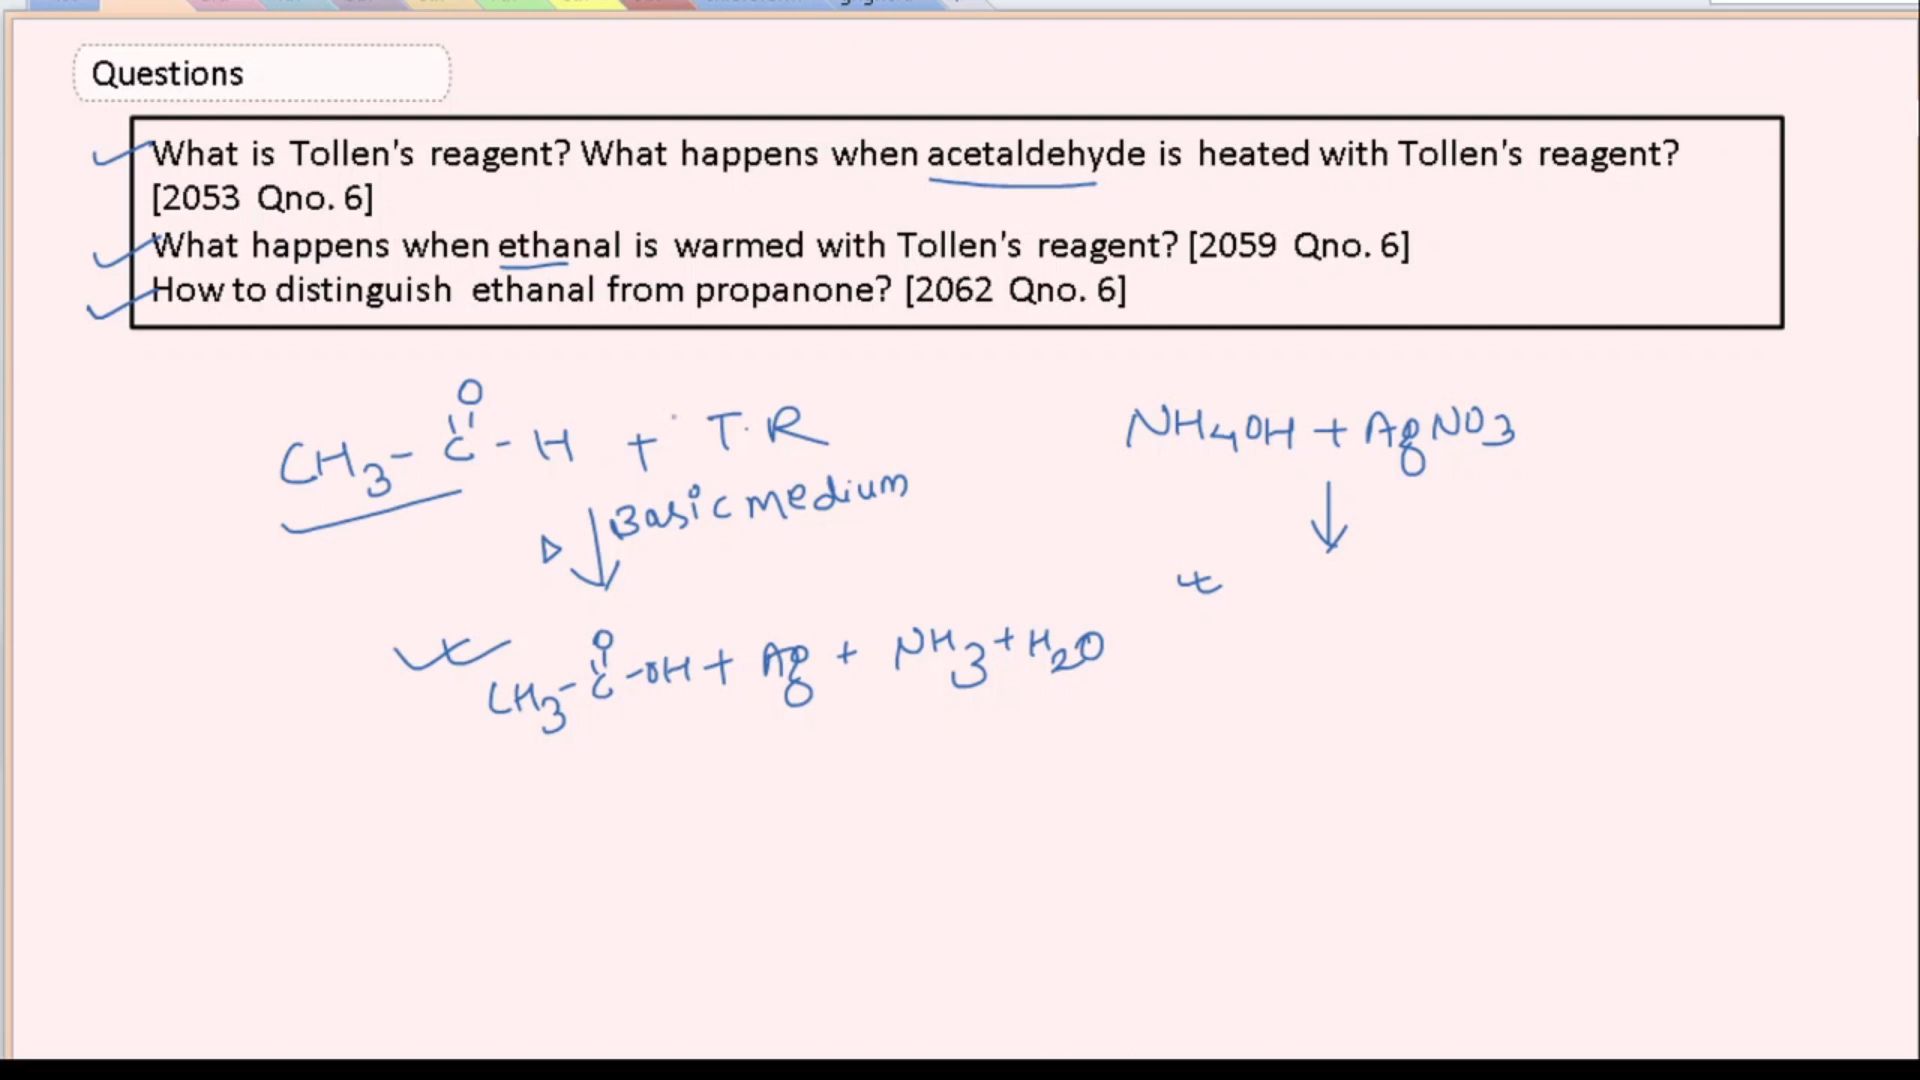 Questions
What is Tollen's reagent? What happens when acetaldehyde is heated with Tollen's reagent?
[2053 Qno. 6]
What happens when ethanal is warmed with Tollen's reagent? [2059 Qno. 6]
How to distinguish ethanal from propanone? [2062 Qno. 6]
O
CH3-C-H + T.R
NH4OH + AgNO3
Δ Basic medium
O
CH3-C-OH + Ag + NH3 + H2O